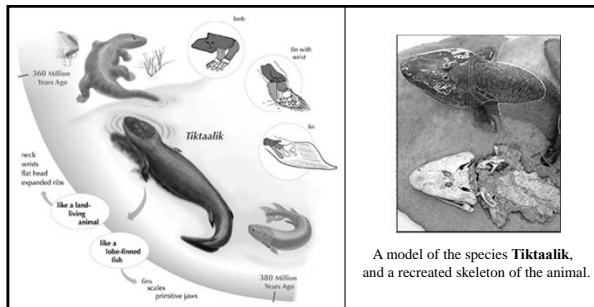 limb
360 Million
Years Ago
fin with
wrist
Tiktaalik
fin
neck
wrists
flat head
expanded ribs
like a land-
living
animal
like a
lobe-finned
fish
fins
scales
primitive jaws
380 Million
Years Ago
A model of the species Tiktaalik,
and a recreated skeleton of the animal.